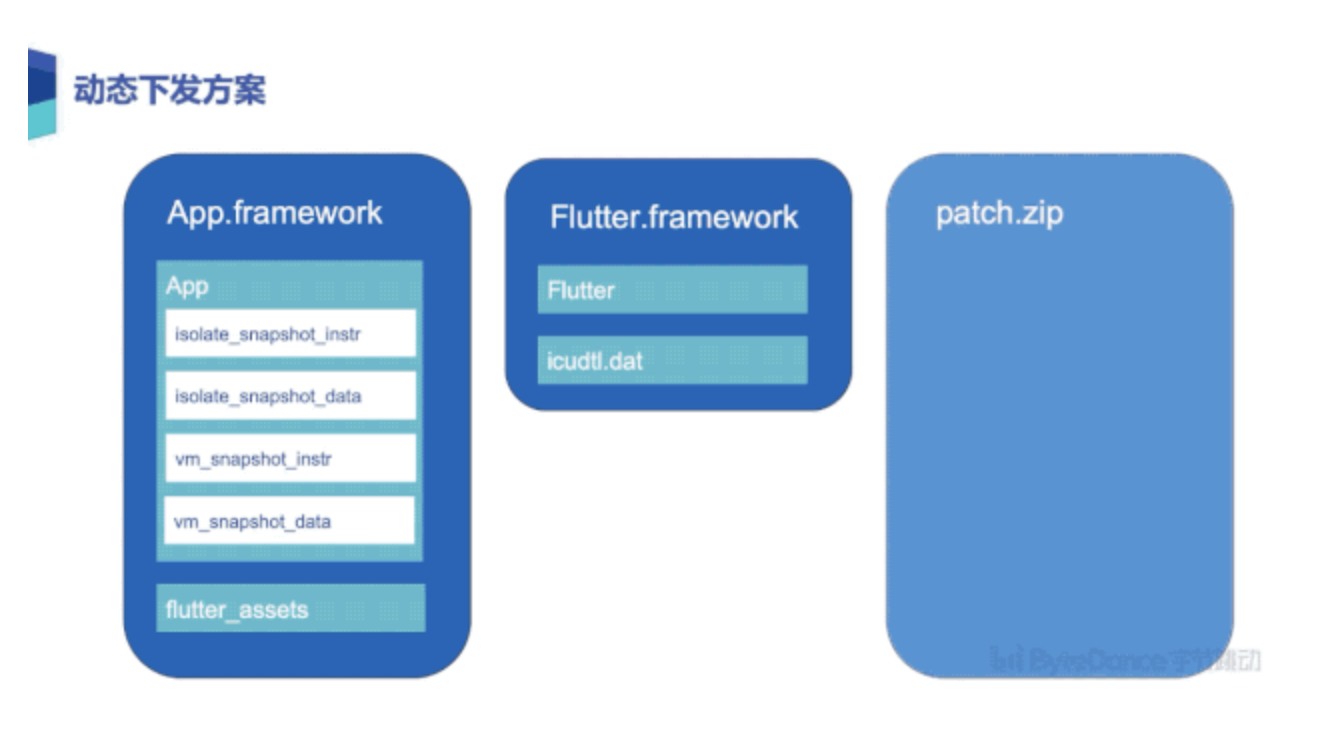 动态下发方案
App.framework
App
isolate_snapshot_instr
isolate_snapshot_data
vm_snapshot_instr
vm_snapshot_data
flutter_assets
Flutter.framework
Flutter
icudtl.dat
patch.zip
ByteDance字节跳动